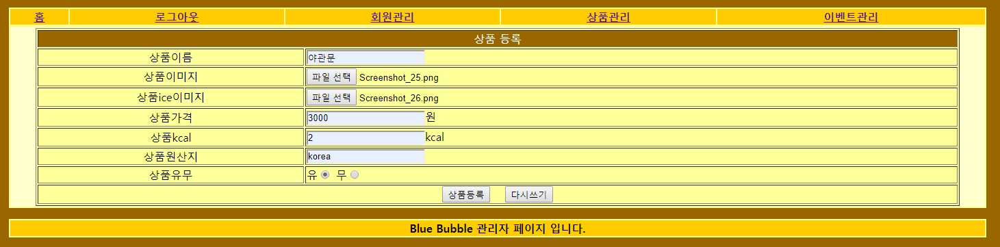 홈 로그아웃 회원관리 상품관리 이벤트관리
상품 등록
상품이름 야관문
상품이미지 파일 선택 Screenshot_25.png
상품ice이미지 파일 선택 Screenshot_26.png
상품가격 3000 원
상품kcal 2 kcal
상품원산지 korea
상품유무 유 무
상품등록 다시쓰기
Blue Bubble 관리자 페이지 입니다.